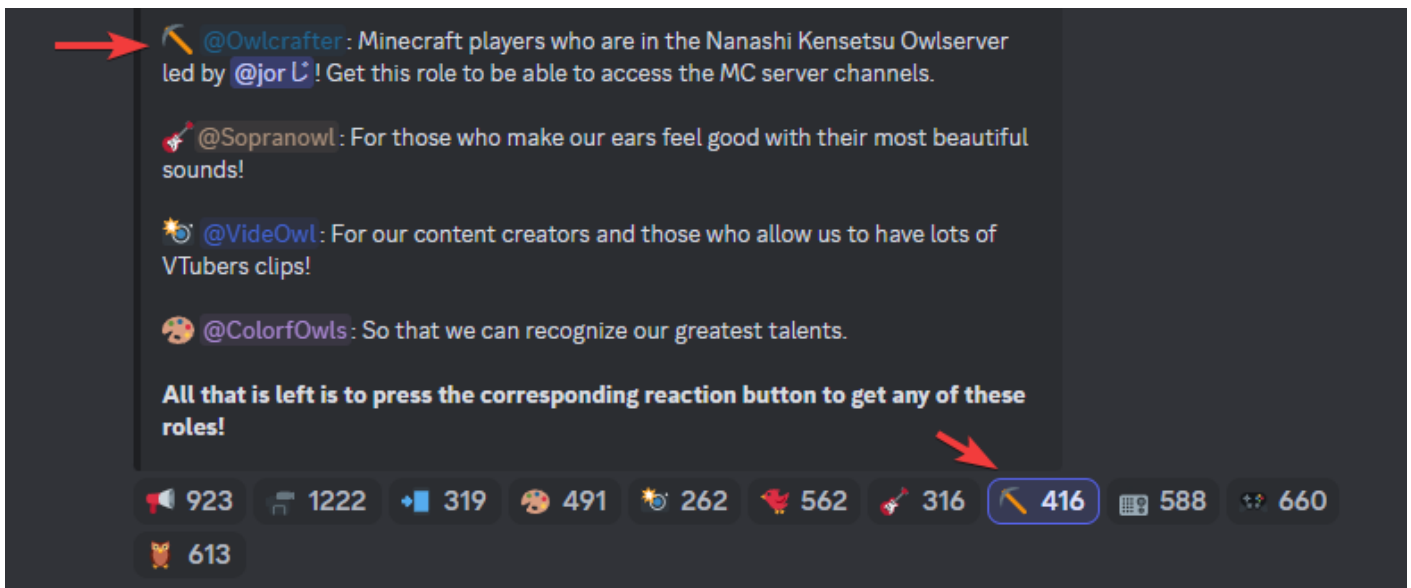 @Owlcrafter: Minecraft players who are in the Nanashi Kensetsu Owlserver
led by @jorじ! Get this role to be able to access the MC server channels.
@Sopranowl: For those who make our ears feel good with their most beautiful
sounds!
@VideOwl: For our content creators and those who allow us to have lots of
VTubers clips!
@ColorfOwls: So that we can recognize our greatest talents.
All that is left is to press the corresponding reaction button to get any of these
roles!
923 1222 319 491 262 562 316 416 588 660
613